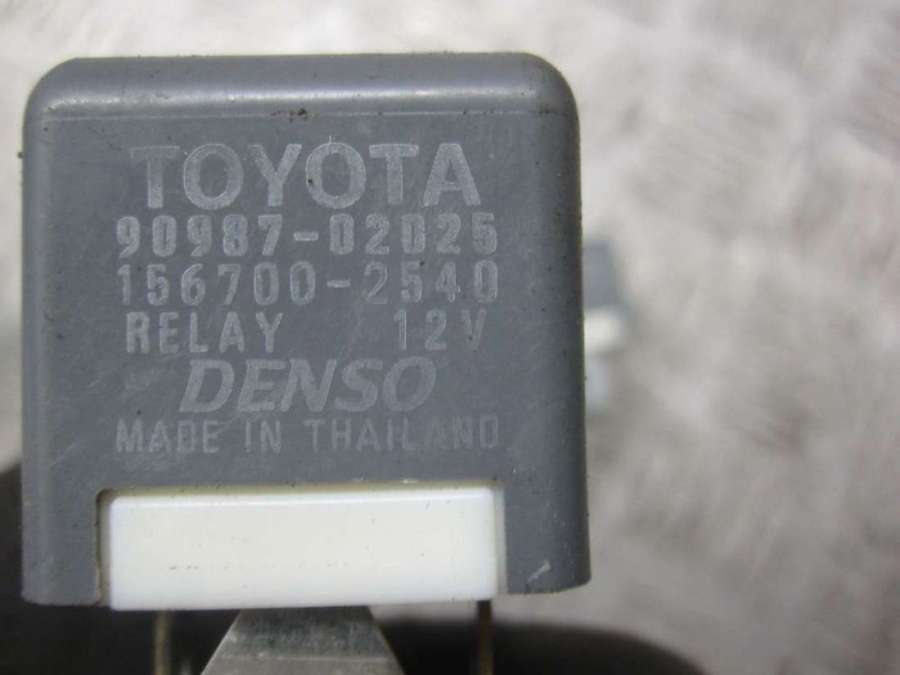 TOYOTA
90987-02025
156700-2540
RELAY 12V
DENSO
MADE IN THAILAND